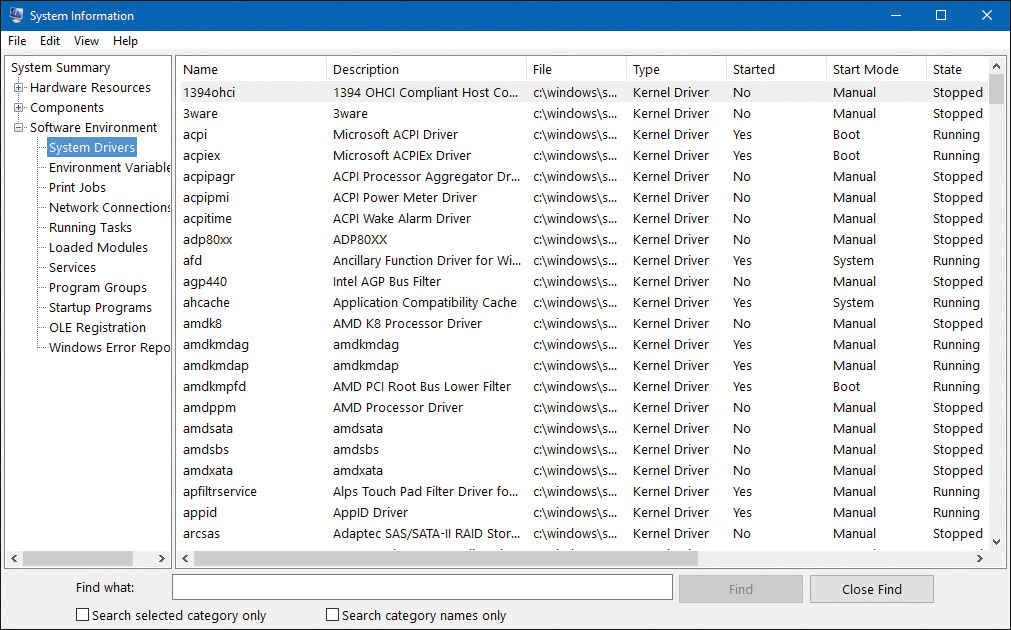 System Information
File Edit View Help
System Summary
Hardware Resources
Components
Software Environment
System Drivers
Environment Variable
Print Jobs
Network Connections
Running Tasks
Loaded Modules
Services
Program Groups
Startup Programs
OLE Registration
Windows Error Repo
Name Description File Type Started Start Mode State
1394ohci 1394 OHCI Compliant Host Co... c:\windows\s... Kernel Driver No Manual Stopped
3ware 3ware c:\windows\s... Kernel Driver No Manual Stopped
acpi Microsoft ACPI Driver c:\windows\s... Kernel Driver Yes Boot Running
acpiex Microsoft ACPIEx Driver c:\windows\s... Kernel Driver Yes Boot Running
acpipagr ACPI Processor Aggregator Dr... c:\windows\s... Kernel Driver No Manual Stopped
acpipmi ACPI Power Meter Driver c:\windows\s... Kernel Driver No Manual Stopped
acpitime ACPI Wake Alarm Driver c:\windows\s... Kernel Driver No Manual Stopped
adp80xx ADP80XX c:\windows\s... Kernel Driver No Manual Stopped
afd Ancillary Function Driver for Wi... c:\windows\s... Kernel Driver Yes System Running
agp440 Intel AGP Bus Filter c:\windows\s... Kernel Driver No Manual Stopped
ahcache Application Compatibility Cache c:\windows\s... Kernel Driver Yes System Running
amdk8 AMD K8 Processor Driver c:\windows\s... Kernel Driver No Manual Stopped
amdkmdag amdkmdag c:\windows\s... Kernel Driver Yes Manual Running
amdkmdap amdkmdap c:\windows\s... Kernel Driver Yes Manual Running
amdkmpfd AMD PCI Root Bus Lower Filter c:\windows\s... Kernel Driver Yes Boot Running
amdppm AMD Processor Driver c:\windows\s... Kernel Driver No Manual Stopped
amdsata amdsata c:\windows\s... Kernel Driver No Manual Stopped
amdsbs amdsbs c:\windows\s... Kernel Driver No Manual Stopped
amdxata amdxata c:\windows\s... Kernel Driver No Manual Stopped
apfiltrservice Alps Touch Pad Filter Driver fo... c:\windows\s... Kernel Driver Yes Manual Running
appid AppID Driver c:\windows\s... Kernel Driver Yes Manual Running
arcsas Adaptec SAS/SATA-II RAID Stor... c:\windows\s... Kernel Driver No Manual Stopped
Find what: Find Close Find
Search selected category only Search category names only